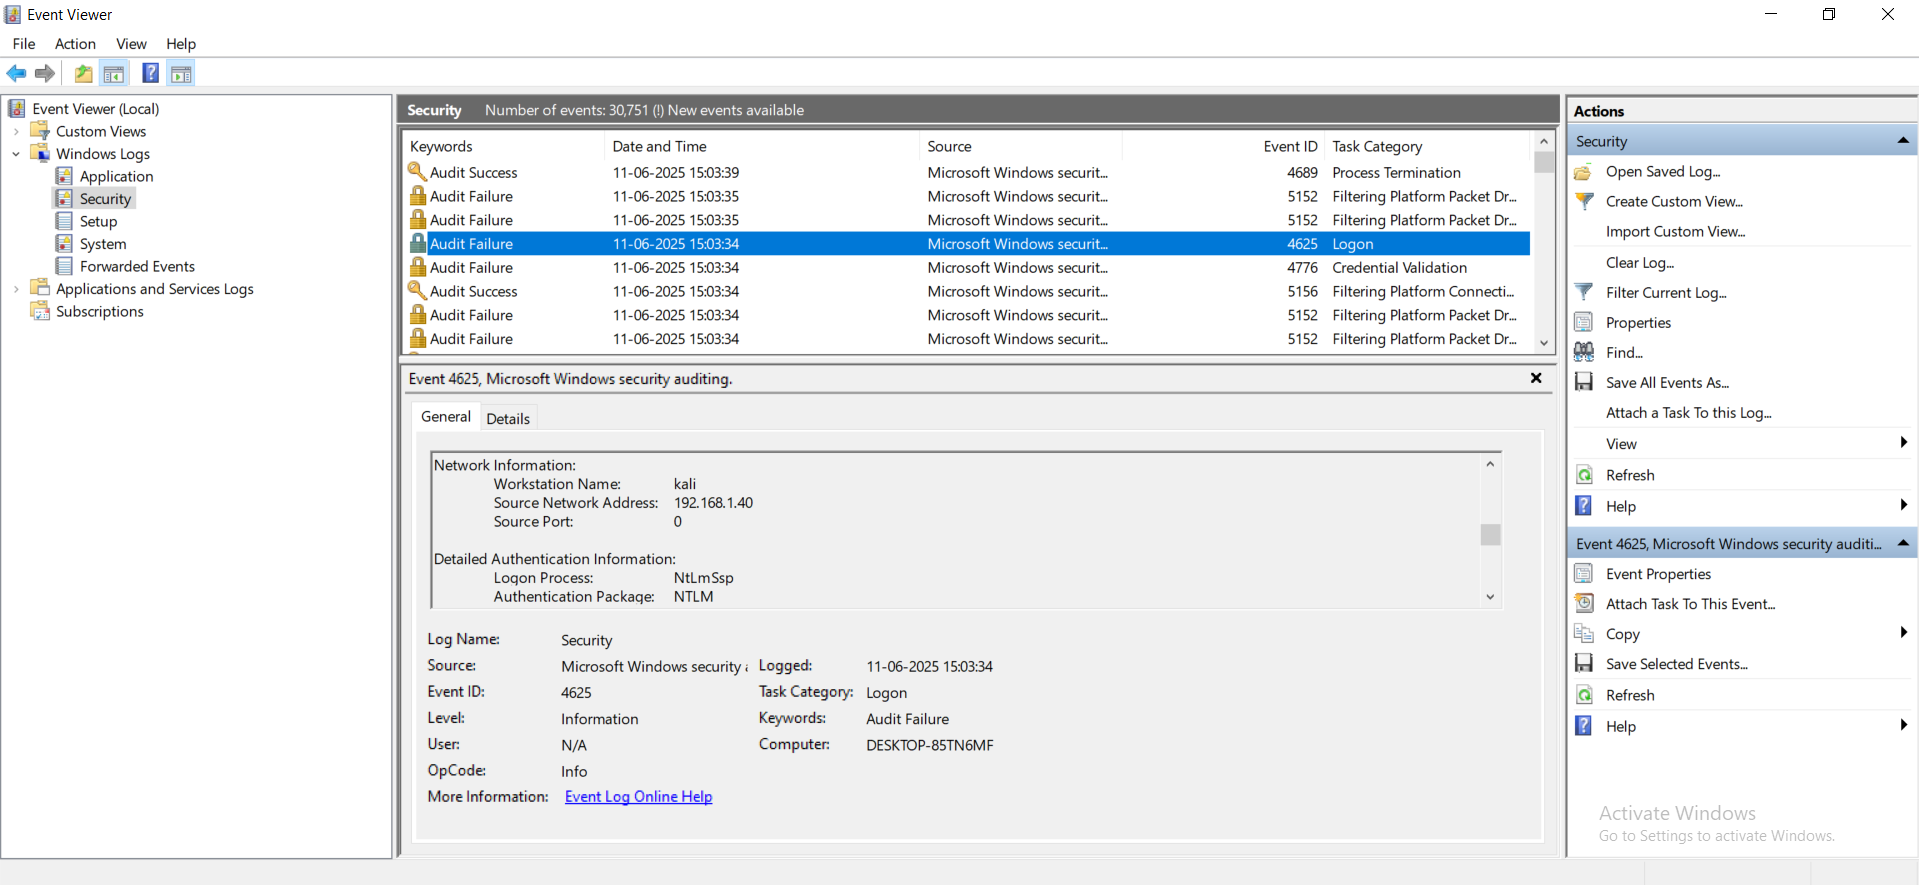 Event Viewer
File Action View Help
Event Viewer (Local)
Custom Views
Windows Logs
Application
Security
Setup
System
Forwarded Events
Applications and Services Logs
Subscriptions
Security Number of events: 30,751 (!) New events available
Keywords Date and Time Source Event ID Task Category
Audit Success 11-06-2025 15:03:39 Microsoft Windows securit... 4689 Process Termination
Audit Failure 11-06-2025 15:03:35 Microsoft Windows securit... 5152 Filtering Platform Packet Dr...
Audit Failure 11-06-2025 15:03:35 Microsoft Windows securit... 5152 Filtering Platform Packet Dr...
Audit Failure 11-06-2025 15:03:34 Microsoft Windows securit... 4625 Logon
Audit Failure 11-06-2025 15:03:34 Microsoft Windows securit... 4776 Credential Validation
Audit Success 11-06-2025 15:03:34 Microsoft Windows securit... 5156 Filtering Platform Connecti...
Audit Failure 11-06-2025 15:03:34 Microsoft Windows securit... 5152 Filtering Platform Packet Dr...
Audit Failure 11-06-2025 15:03:34 Microsoft Windows securit... 5152 Filtering Platform Packet Dr...
Event 4625, Microsoft Windows security auditing.
General Details
Network Information:
Workstation Name: kali
Source Network Address: 192.168.1.40
Source Port: 0
Detailed Authentication Information:
Logon Process: NtLmSsp
Authentication Package: NTLM
Log Name: Security
Source: Microsoft Windows security Logged: 11-06-2025 15:03:34
Event ID: 4625 Task Category: Logon
Level: Information Keywords: Audit Failure
User: N/A Computer: DESKTOP-85TN6MF
OpCode: Info
More Information: Event Log Online Help
Actions
Security
Open Saved Log...
Create Custom View...
Import Custom View...
Clear Log...
Filter Current Log...
Properties
Find...
Save All Events As...
Attach a Task To this Log...
View
Refresh
Help
Event 4625, Microsoft Windows security auditi...
Event Properties
Attach Task To This Event...
Copy
Save Selected Events...
Refresh
Help
Activate Windows
Go to Settings to activate Windows.